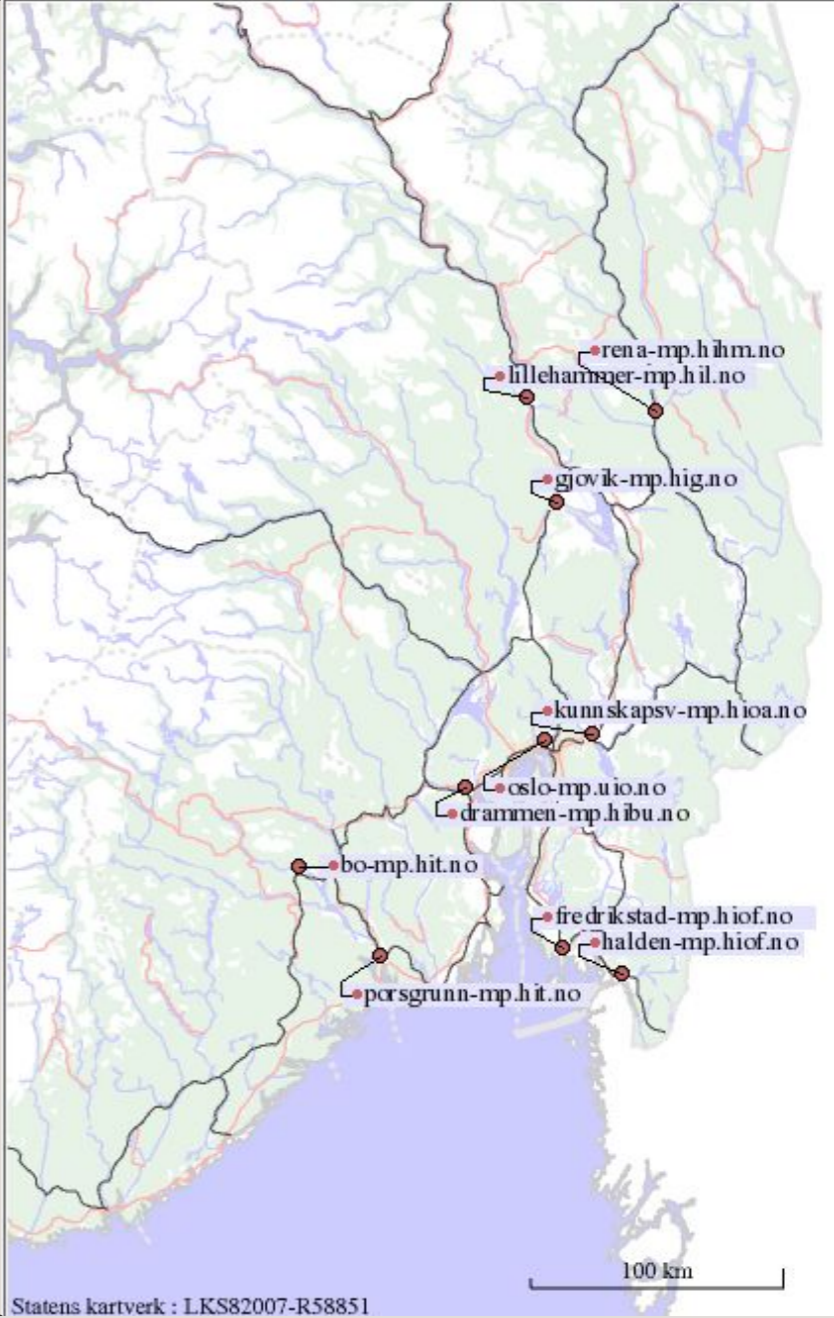 rena-mp.hihm.no
lillehammer-mp.hil.no
gjovik-mp.hig.no
kunnskapsv-mp.hioa.no
oslo-mp.uio.no
drammen-mp.hibu.no
bo-mp.hit.no
fredrikstad-mp.hiof.no
halden-mp.hiof.no
porsgrunn-mp.hit.no
100 km
Statens kartverk : LKS82007-R58851